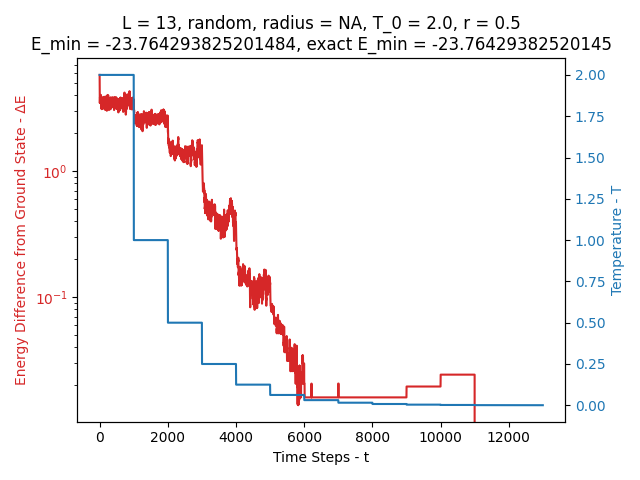 L = 13, random, radius = NA, T_0 = 2.0, r = 0.5
E_min = -23.764293825201484, exact E_min = -23.76429382520145
Energy Difference from Ground State - ΔE
10⁰
10⁻¹
2.00
1.75
1.50
1.25
1.00
0.75
0.50
0.25
0.00
Temperature - T
0 2000 4000 6000 8000 10000 12000
Time Steps - t